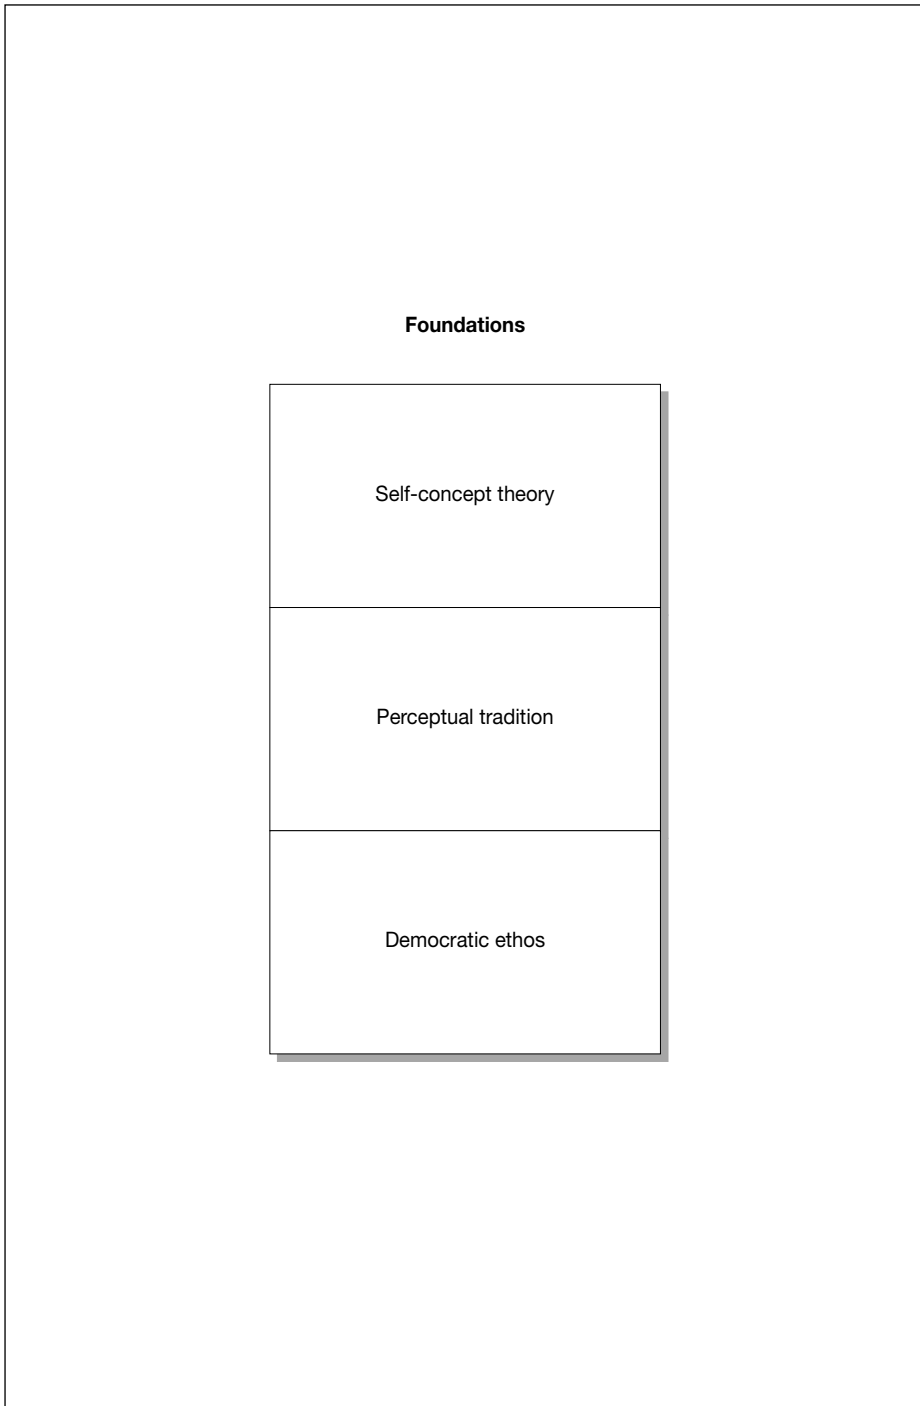 Foundations
Self-concept theory
Perceptual tradition
Democratic ethos